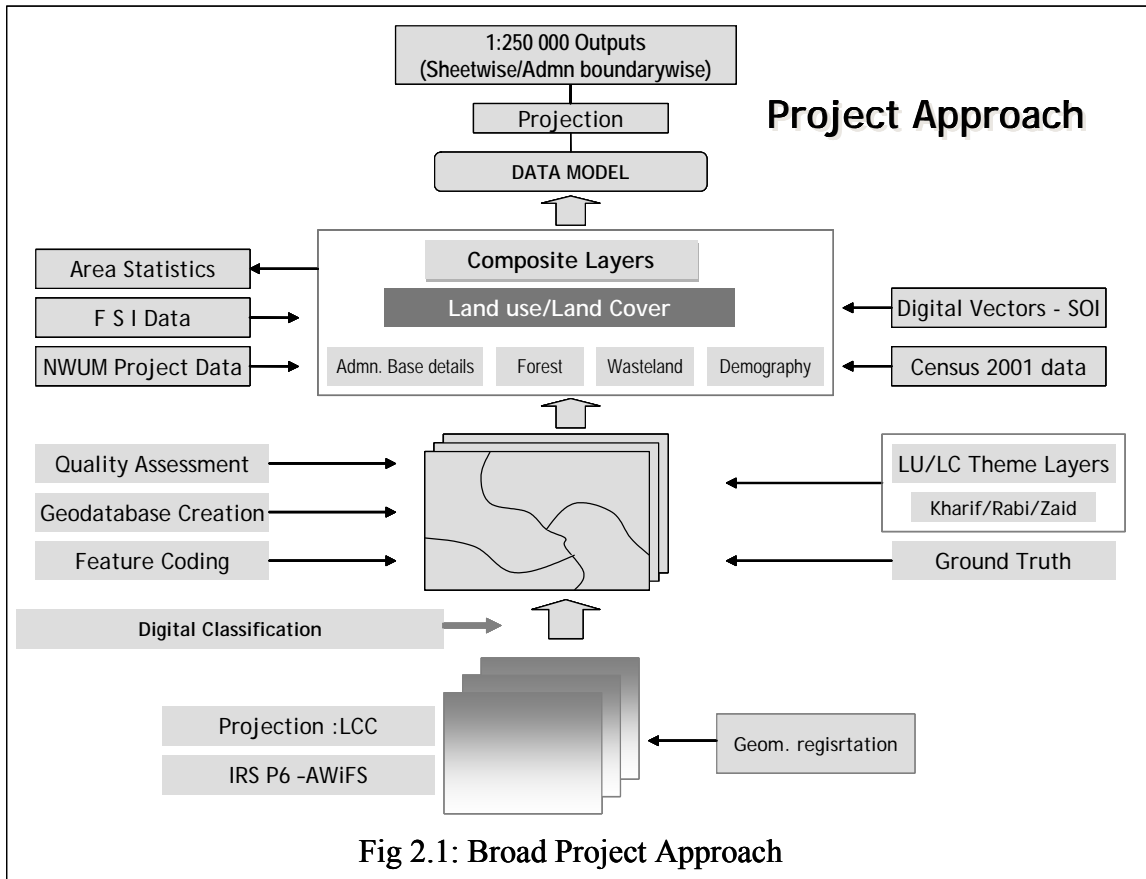 1:250 000 Outputs
(Sheetwise/Admn boundarywise)
Project Approach
Projection
DATA MODEL
Composite Layers
Area Statistics
Land use/Land Cover
F S I Data
Digital Vectors - SOI
NWUM Project Data
Admn. Base details
Forest
Wasteland
Demography
Census 2001 data
Quality Assessment
LU/LC Theme Layers
Geodatabase Creation
Kharif/Rabi/Zaid
Feature Coding
Ground Truth
Digital Classification
Projection :LCC
Geom. regisrtation
IRS P6 -AWiFS
Fig 2.1: Broad Project Approach